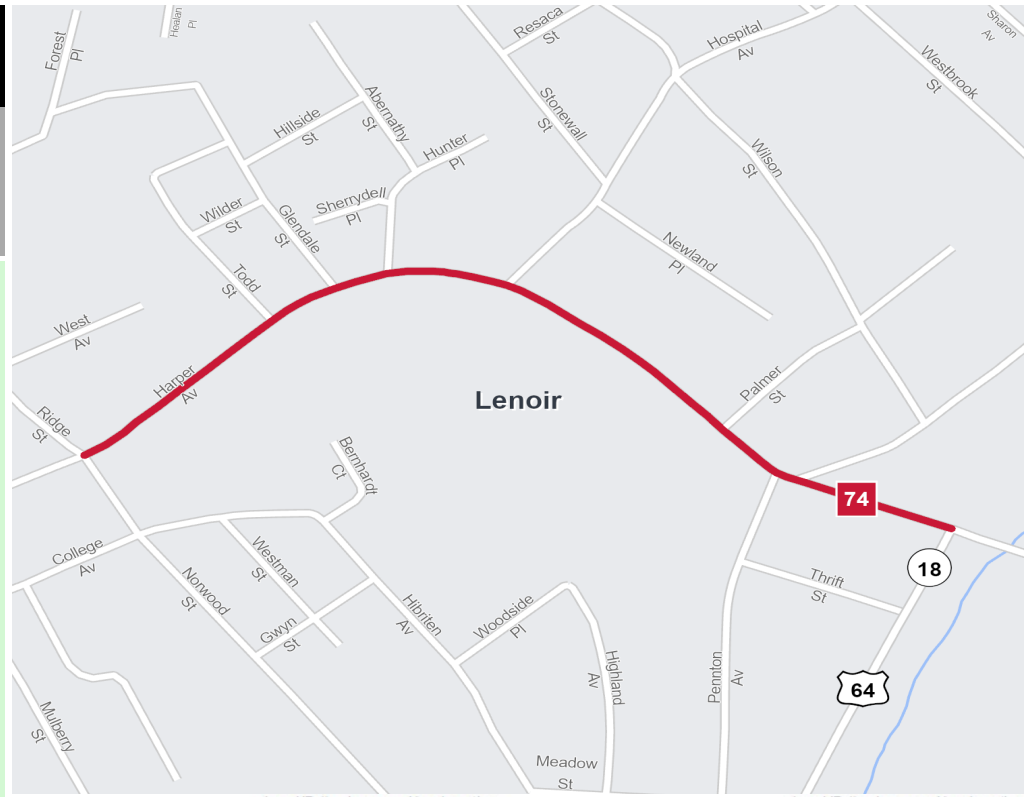 Healan
Pl
Forest
Pl
Resaca
St
Hospital
Av
Sharon
Av
Westbrook
St
Abernathy
St
Stonewall
St
Hillside
St
Hunter
Pl
Wilson
St
Sherrydell
Pl
Wilder
St
Glendale
St
Newland
Pl
Todd
St
West
Av
Harper
Av
Palmer
St
Lenoir
Ridge
St
Bernhardt
Ct
74
College
Av
Westman
St
18
Thrift
St
Norwood
St
Hibriten
Av
Woodside
Pl
Gwyn
St
Highland
Av
Pennton
Av
64
Mulberry
St
Meadow
St